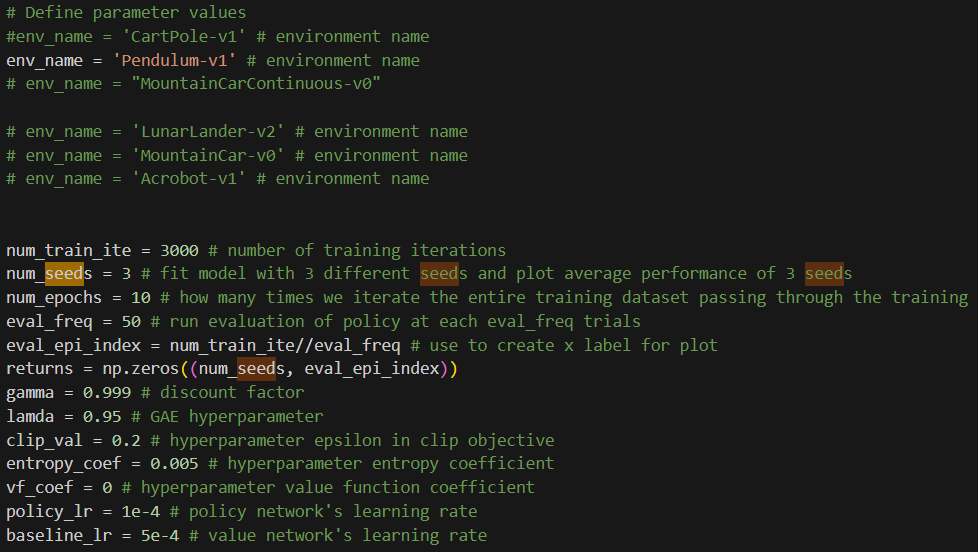 # Define parameter values
#env_name = 'CartPole-v1' # environment name
env_name = 'Pendulum-v1' # environment name
# env_name = "MountainCarContinuous-v0"
# env_name = 'LunarLander-v2' # environment name
# env_name = 'MountainCar-v0' # environment name
# env_name = 'Acrobot-v1' # environment name
num_train_ite = 3000 # number of training iterations
num_seeds = 3 # fit model with 3 different seeds and plot average performance of 3 seeds
num_epochs = 10 # how many times we iterate the entire training dataset passing through the training
eval_freq = 50 # run evaluation of policy at each eval_freq trials
eval_epi_index = num_train_ite//eval_freq # use to create x label for plot
returns = np.zeros((num_seeds, eval_epi_index))
gamma = 0.999 # discount factor
lamda = 0.95 # GAE hyperparameter
clip_val = 0.2 # hyperparameter epsilon in clip objective
entropy_coef = 0.005 # hyperparameter entropy coefficient
vf_coef = 0 # hyperparameter value function coefficient
policy_lr = 1e-4 # policy network's learning rate
baseline_lr = 5e-4 # value network's learning rate